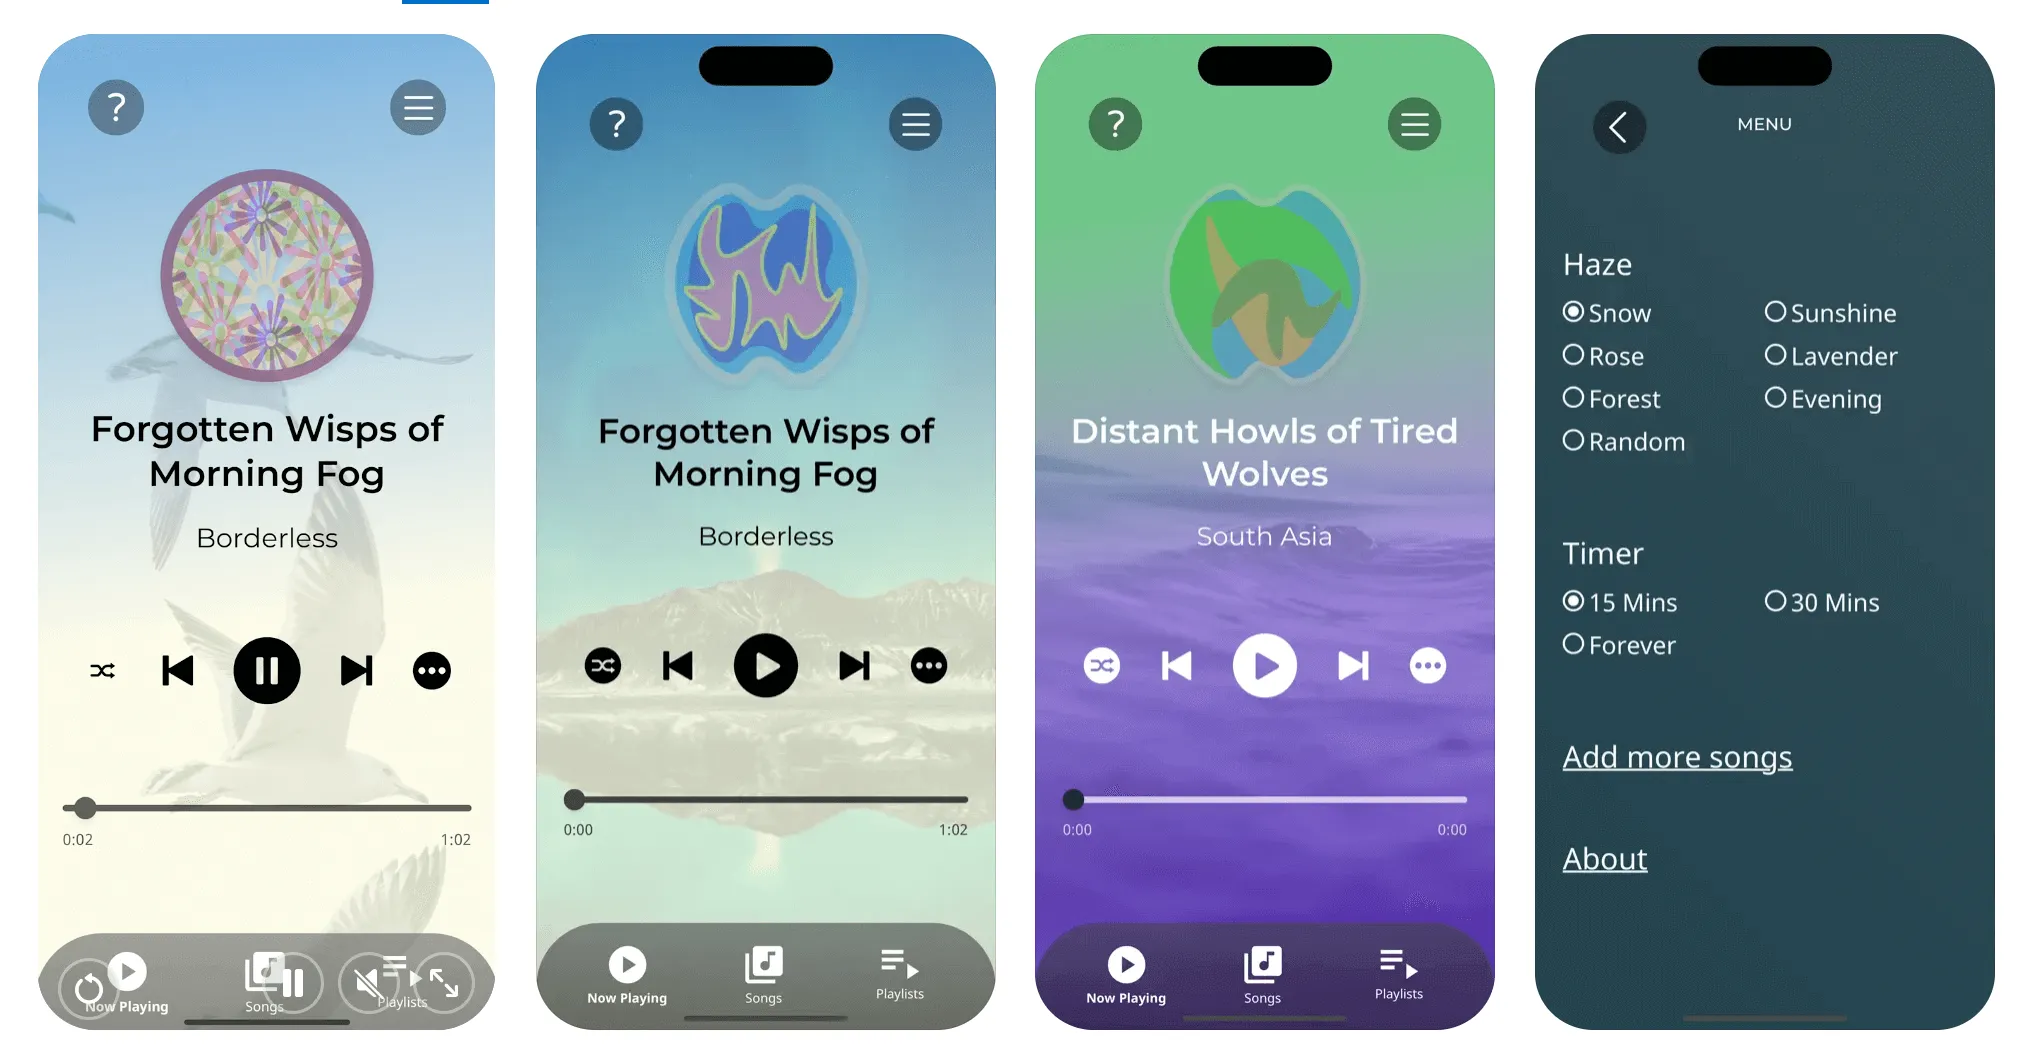 ?
Forgotten Wisps of
Morning Fog
Borderless
0:02
1:02
Now Playing
Songs
Playlists
?
Forgotten Wisps of
Morning Fog
Borderless
0:00
1:02
Now Playing
Songs
Playlists
?
Distant Howls of Tired
Wolves
South Asia
0:00
0:00
Now Playing
Songs
Playlists
MENU
Haze
Snow
Sunshine
Rose
Lavender
Forest
Evening
Random
Timer
15 Mins
30 Mins
Forever
Add more songs
About